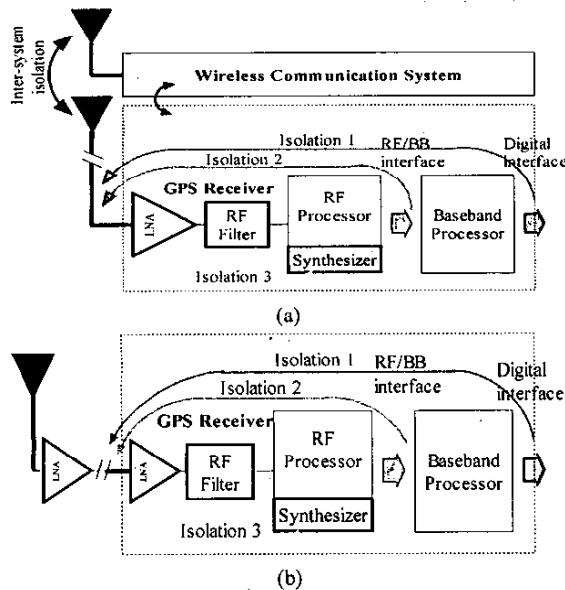 Inter-system
isolation
Wireless Communication System
Isolation 1
Isolation 2
RF/BB
interface
Digital
interface
GPS Receiver
LNA
RF
Filter
RF
Processor
Synthesizer
Baseband
Processor
Isolation 3
(a)
Isolation 1
Isolation 2
RF/BB
interface
Digital
interface
GPS Receiver
LNA
LNA
RF
Filter
RF
Processor
Synthesizer
Baseband
Processor
Isolation 3
(b)